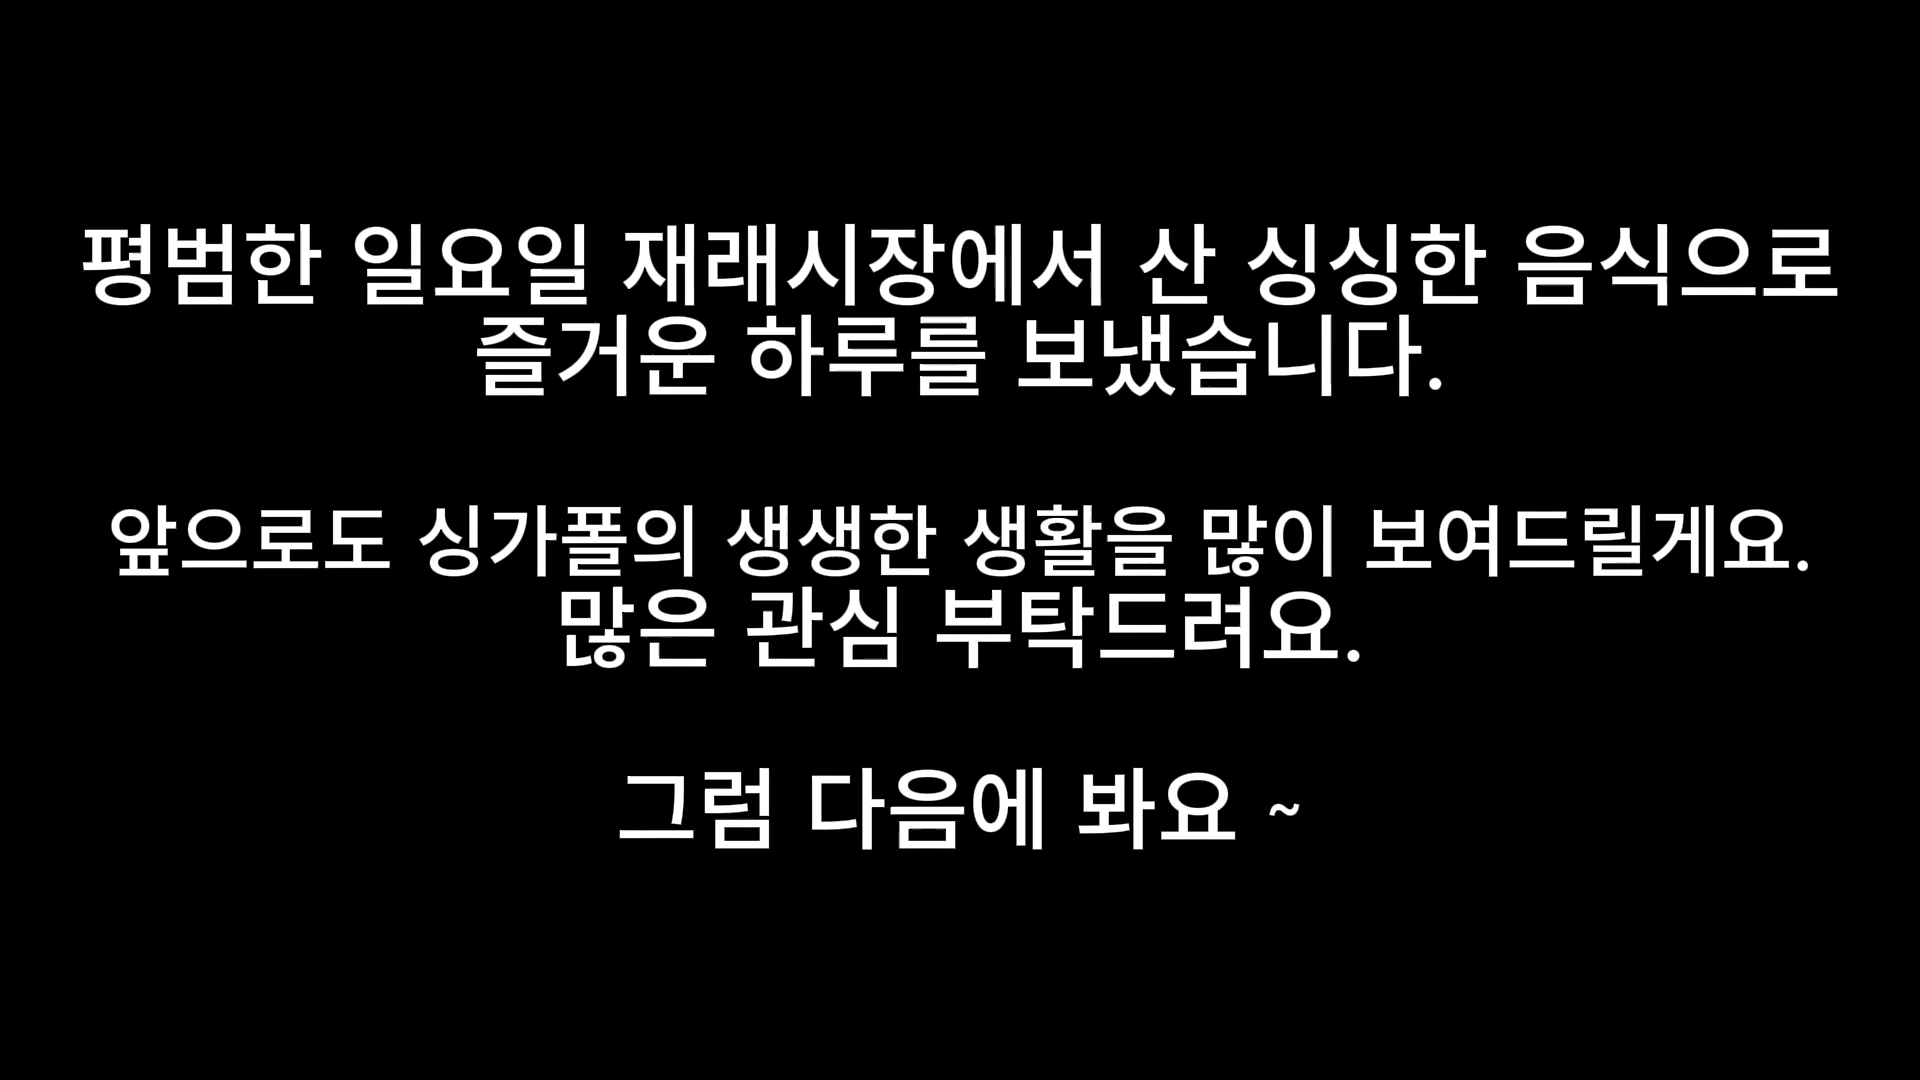 평범한 일요일 재래시장에서 산 싱싱한 음식으로
즐거운 하루를 보냈습니다.
앞으로도 싱가폴의 생생한 생활을 많이 보여드릴게요.
많은 관심 부탁드려요.
그럼 다음에 봐요 ~